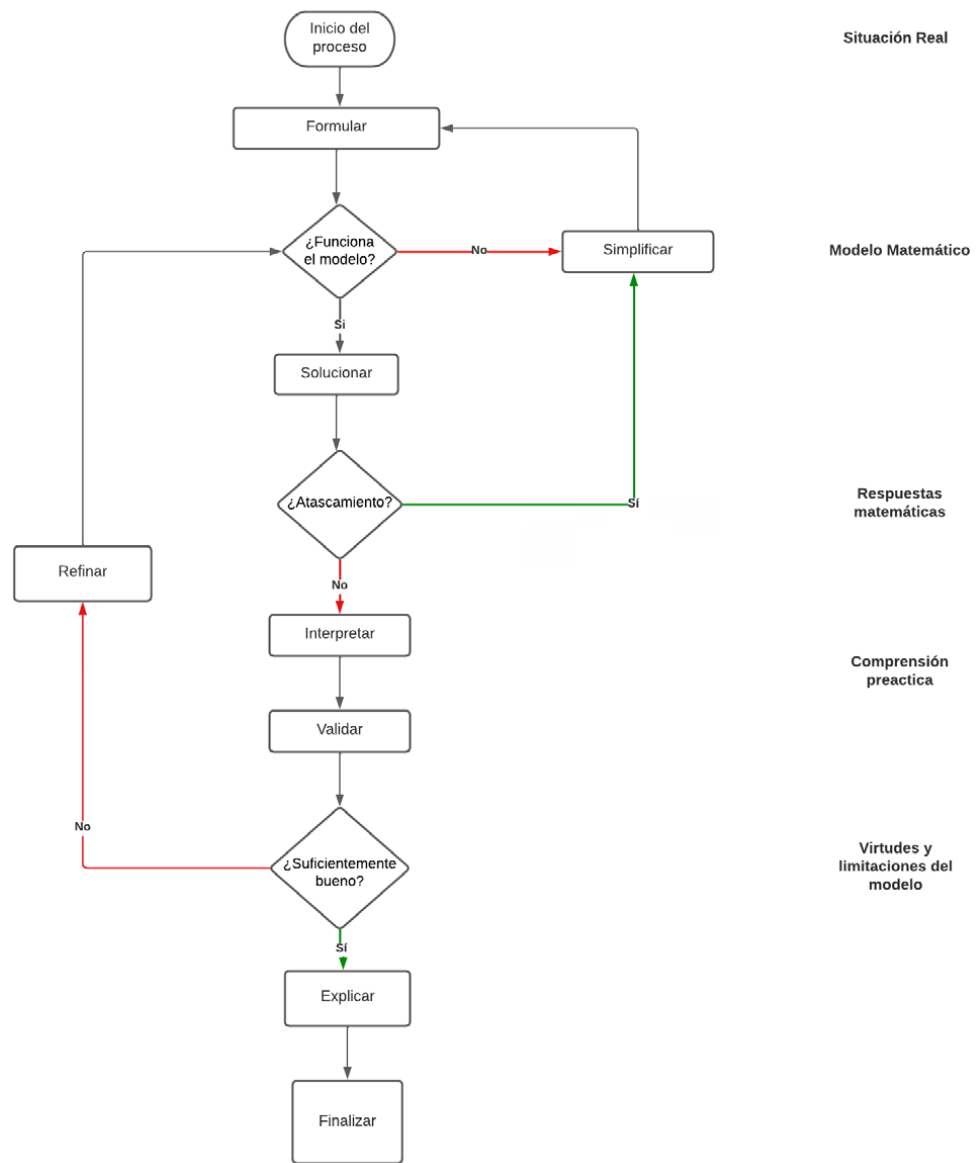 Inicio del
proceso
Situación Real
Formular
¿Funciona
el modelo?
No
Simplificar
Modelo Matemático
Si
Solucionar
¿Atascamiento?
Sí
Respuestas
matemáticas
Refinar
No
Interpretar
Comprensión
preactica
Validar
No
¿Suficientemente
bueno?
Virtudes y
limitaciones del
modelo
Sí
Explicar
Finalizar